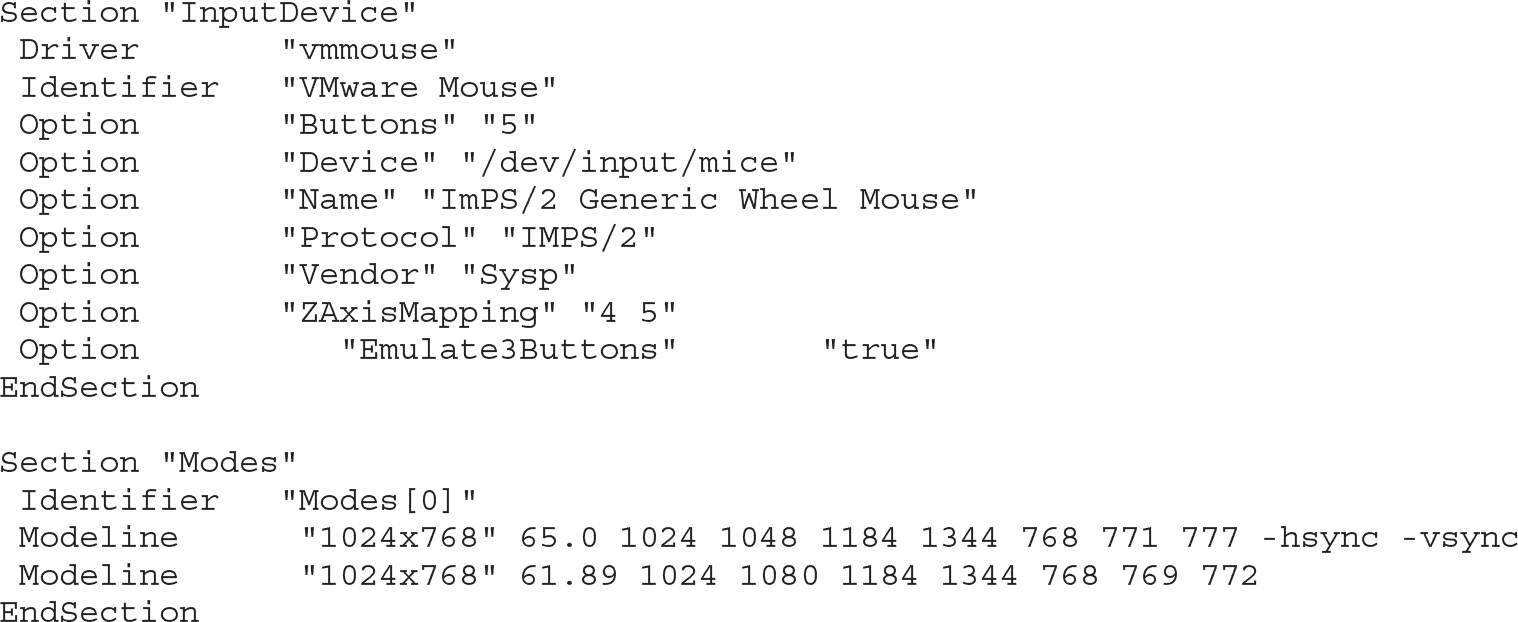 Section "InputDevice"
 Driver       "vmmouse"
 Identifier   "VMware Mouse"
 Option       "Buttons" "5"
 Option       "Device" "/dev/input/mice"
 Option       "Name" "ImPS/2 Generic Wheel Mouse"
 Option       "Protocol" "IMPS/2"
 Option       "Vendor" "Sysp"
 Option       "ZAxisMapping" "4 5"
 Option          "Emulate3Buttons"       "true"
EndSection

Section "Modes"
 Identifier   "Modes[0]"
 Modeline      "1024x768" 65.0 1024 1048 1184 1344 768 771 777 -hsync -vsync
 Modeline      "1024x768" 61.89 1024 1080 1184 1344 768 769 772
EndSection